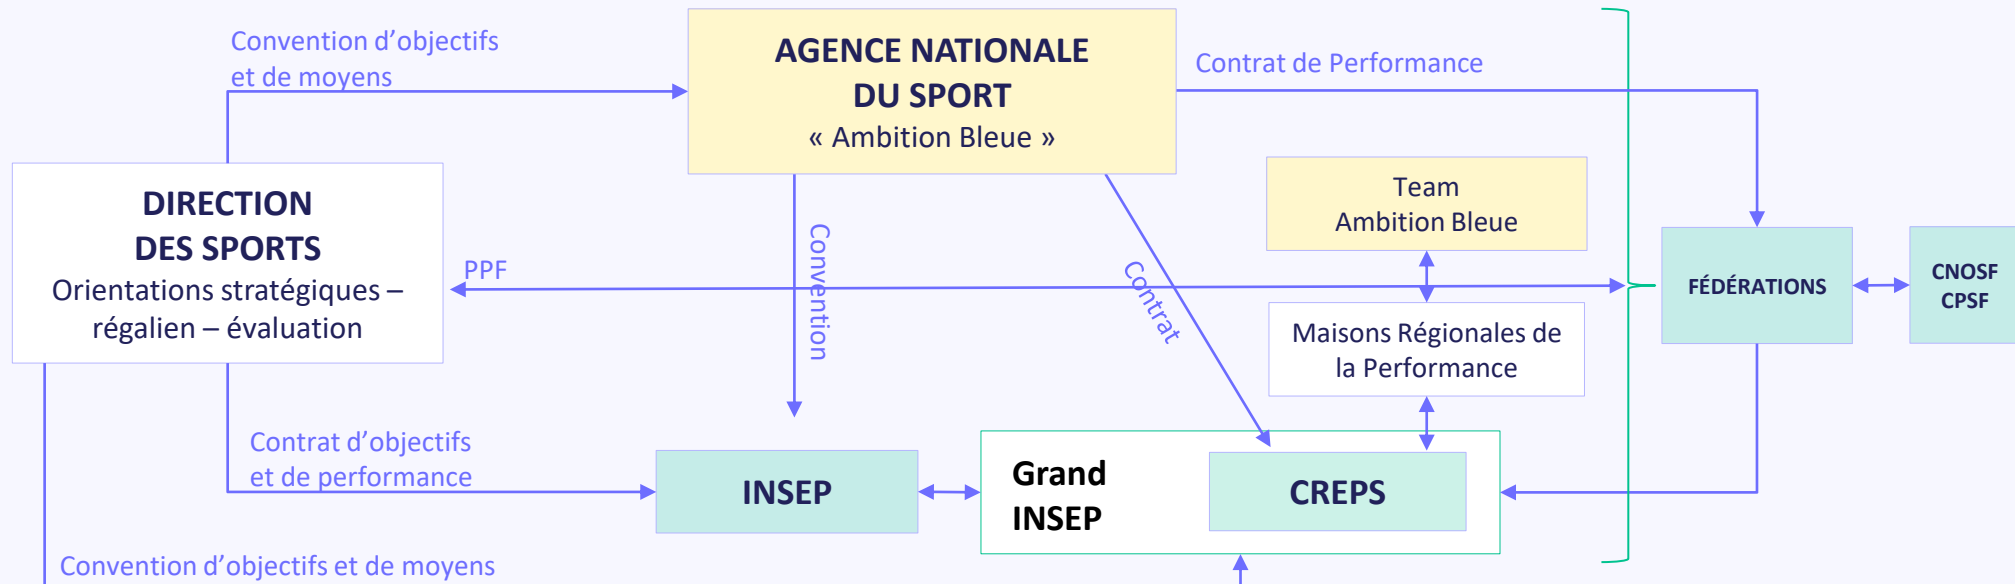 Convention d’objectifs
et de moyens
AGENCE NATIONALE
DU SPORT
« Ambition Bleue »
Contrat de Performance
DIRECTION
DES SPORTS
Orientations stratégiques –
régalien – évaluation
PPF
Convention
Contrat
Team
Ambition Bleue
Maisons Régionales de
la Performance
FÉDÉRATIONS
CNOSF
CPSF
Contrat d’objectifs
et de performance
INSEP
Grand
INSEP
CREPS
Convention d’objectifs et de moyens